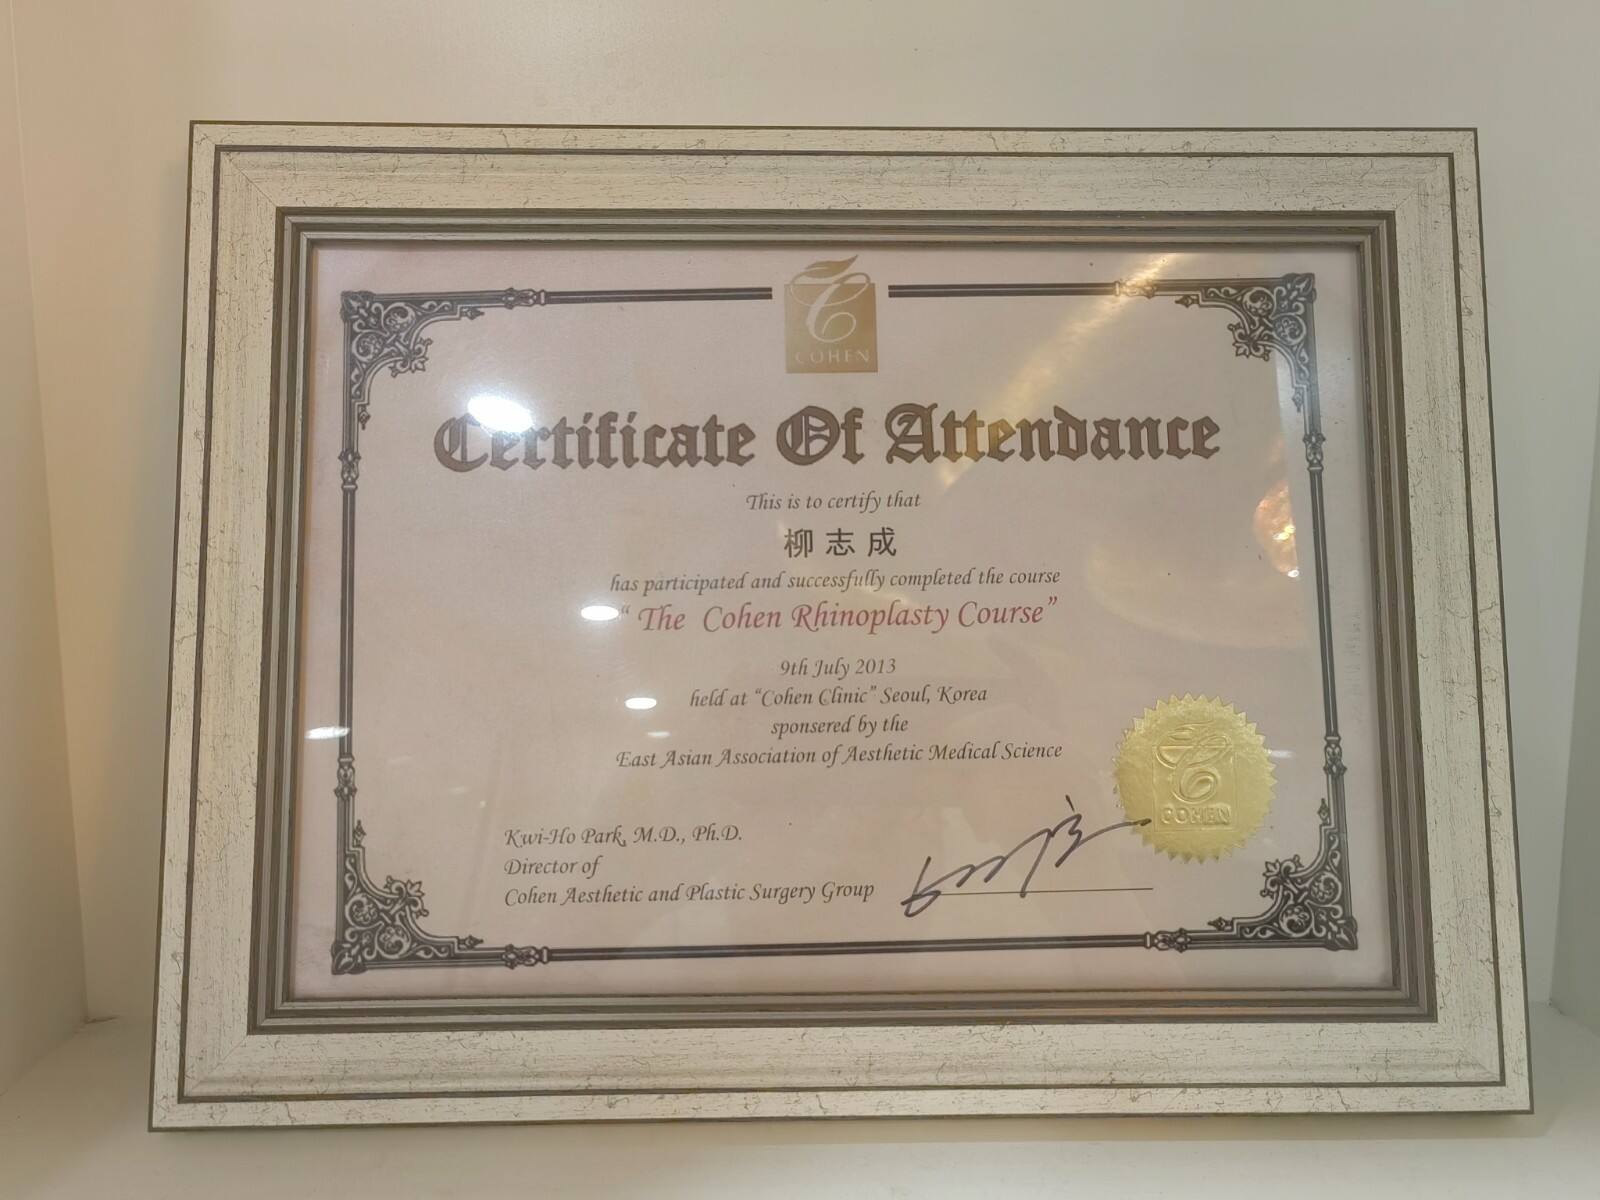 COHEN
Certificate Of Attendance
This is to certify that
柳志成
has participated and successfully completed the course
“ The Cohen Rhinoplasty Course”
9th July 2013
held at “Cohen Clinic” Seoul, Korea
sponsered by the
East Asian Association of Aesthetic Medical Science
COHEN
Kwi-Ho Park, M.D., Ph.D.
Director of
Cohen Aesthetic and Plastic Surgery Group